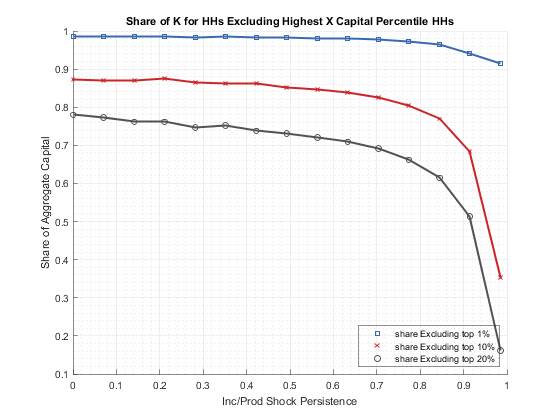 Share of K for HHs Excluding Highest X Capital Percentile HHs
1
0.9
0.8
0.7
0.6
0.5
0.4
0.3
0.2
0.1
Share of Aggregate Capital
share Excluding top 1%
share Excluding top 10%
share Excluding top 20%
0 0.1 0.2 0.3 0.4 0.5 0.6 0.7 0.8 0.9 1
Inc/Prod Shock Persistence